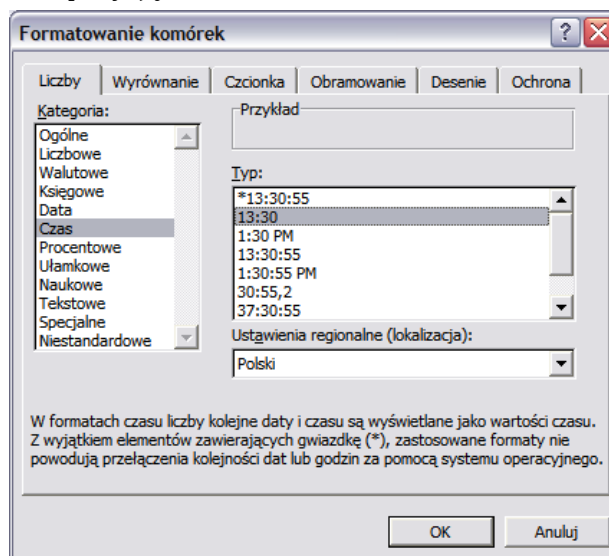 Formatowanie komórek
Liczby Wyrównanie Czcionka Obramowanie Desenie Ochrona
Kategoria:
Ogólne
Liczbowe
Walutowe
Księgowe
Data
Czas
Procentowe
Ułamkowe
Naukowe
Tekstowe
Specjalne
Niestandardowe
Przykład
Typ:
*13:30:55
13:30
1:30 PM
13:30:55
1:30:55 PM
30:55,2
37:30:55
Ustawienia regionalne (lokalizacja):
Polski
W formatach czasu liczby kolejne daty i czasu są wyświetlane jako wartości czasu.
Z wyjątkiem elementów zawierających gwiazdkę (*), zastosowane formaty nie
powodują przełączenia kolejności dat lub godzin za pomocą systemu operacyjnego.
OK Anuluj